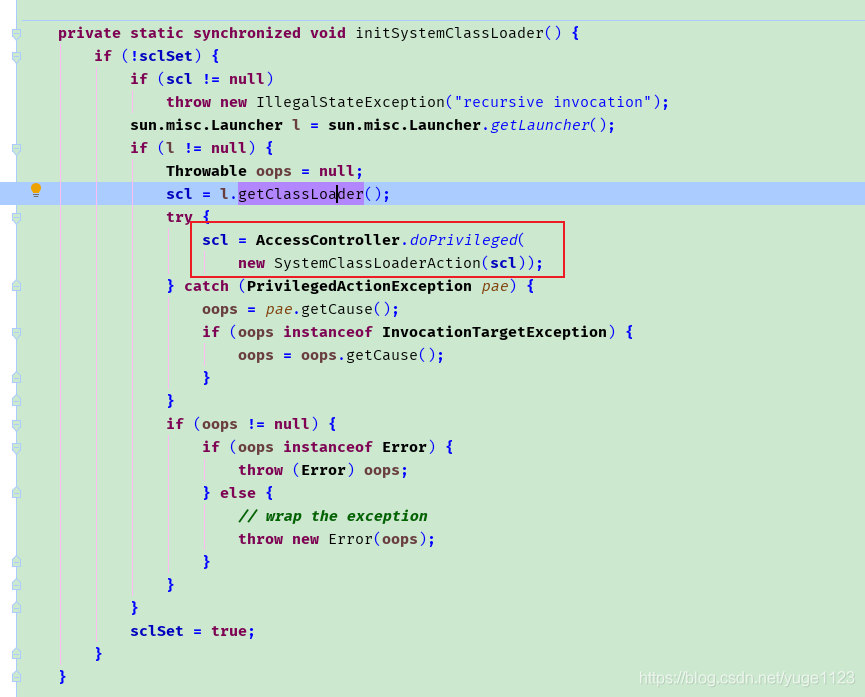 private static synchronized void initSystemClassLoader() {
if (!sclSet) {
if (scl != null)
throw new IllegalStateException("recursive invocation");
sun.misc.Launcher l = sun.misc.Launcher.getLauncher();
if (l != null) {
Throwable oops = null;
scl = l.getClassLoader();
try {
scl = AccessController.doPrivileged(
new SystemClassLoaderAction(scl));
} catch (PrivilegedActionException pae) {
oops = pae.getCause();
if (oops instanceof InvocationTargetException) {
oops = oops.getCause();
}
}
if (oops != null) {
if (oops instanceof Error) {
throw (Error) oops;
} else {
// wrap the exception
throw new Error(oops);
}
}
}
sclSet = true;
}
}
https://blog.csdn.net/yuge1123